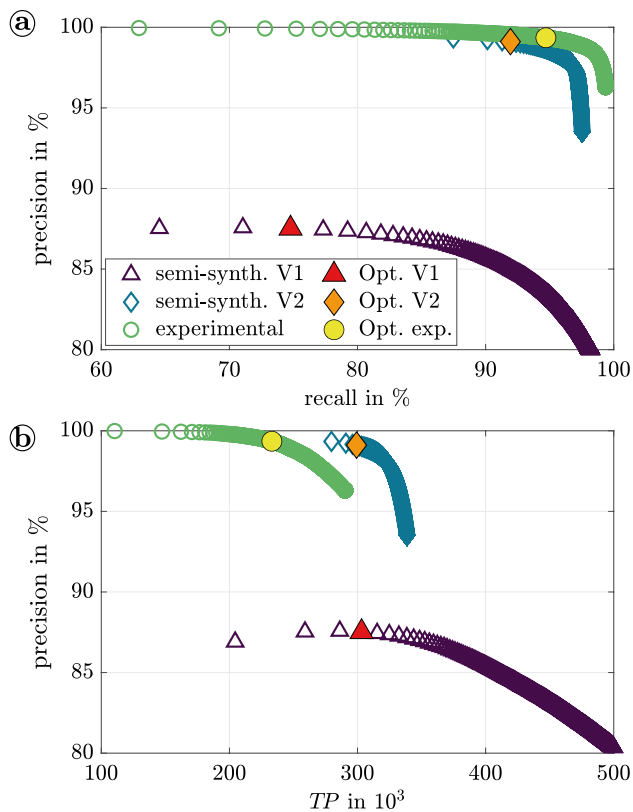 a
100
95
90
85
80
precision in %
semi-synth. V1
Opt. V1
semi-synth. V2
Opt. V2
experimental
Opt. exp.
60
70
80
90
100
recall in %
b
100
95
90
85
80
precision in %
100
200
300
400
500
TP in 10³